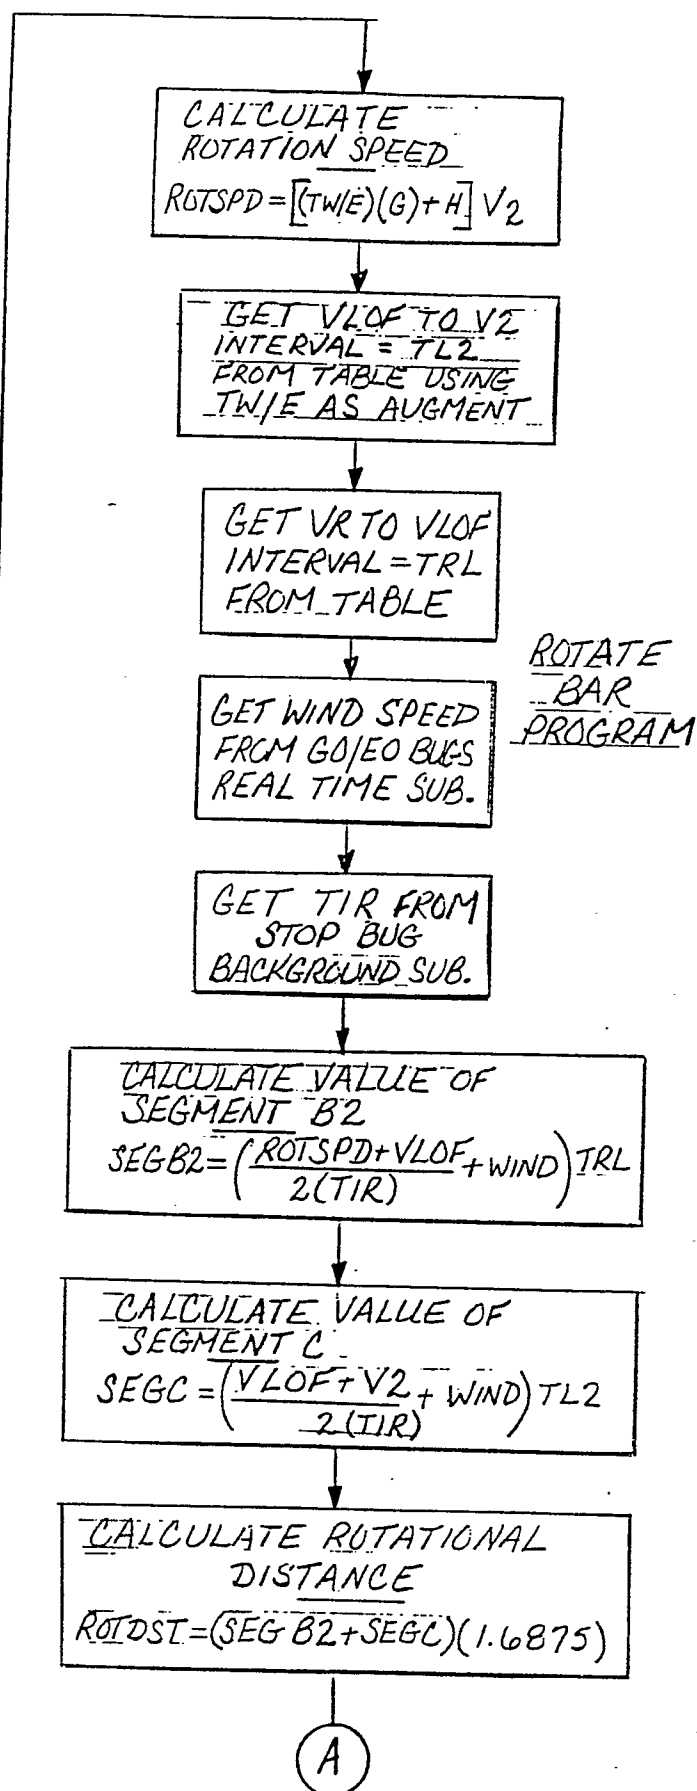 CALCULATE
ROTATION SPEED
ROTSPD=[(TW/E)(G)+H]V2
GET VLOF TO V2
INTERVAL = TL2
FROM TABLE USING
TW/E AS AUGMENT
GET VR TO VLOF
INTERVAL=TRL
FROM TABLE
ROTATE
BAR
PROGRAM
GET WIND SPEED
FROM GO/EO BUGS
REAL TIME SUB.
GET TIR FROM
STOP BUG
BACKGROUND SUB.
CALCULATE VALUE OF
SEGMENT B2
SEGB2=(ROTSPD+VLOF/2(TIR)+WIND)TRL
CALCULATE VALUE OF
SEGMENT C
SEGC=(VLOF+V2/2(TIR)+WIND)TL2
CALCULATE ROTATIONAL
DISTANCE
ROTDST=(SEG B2+SEGC)(1.6875)
A